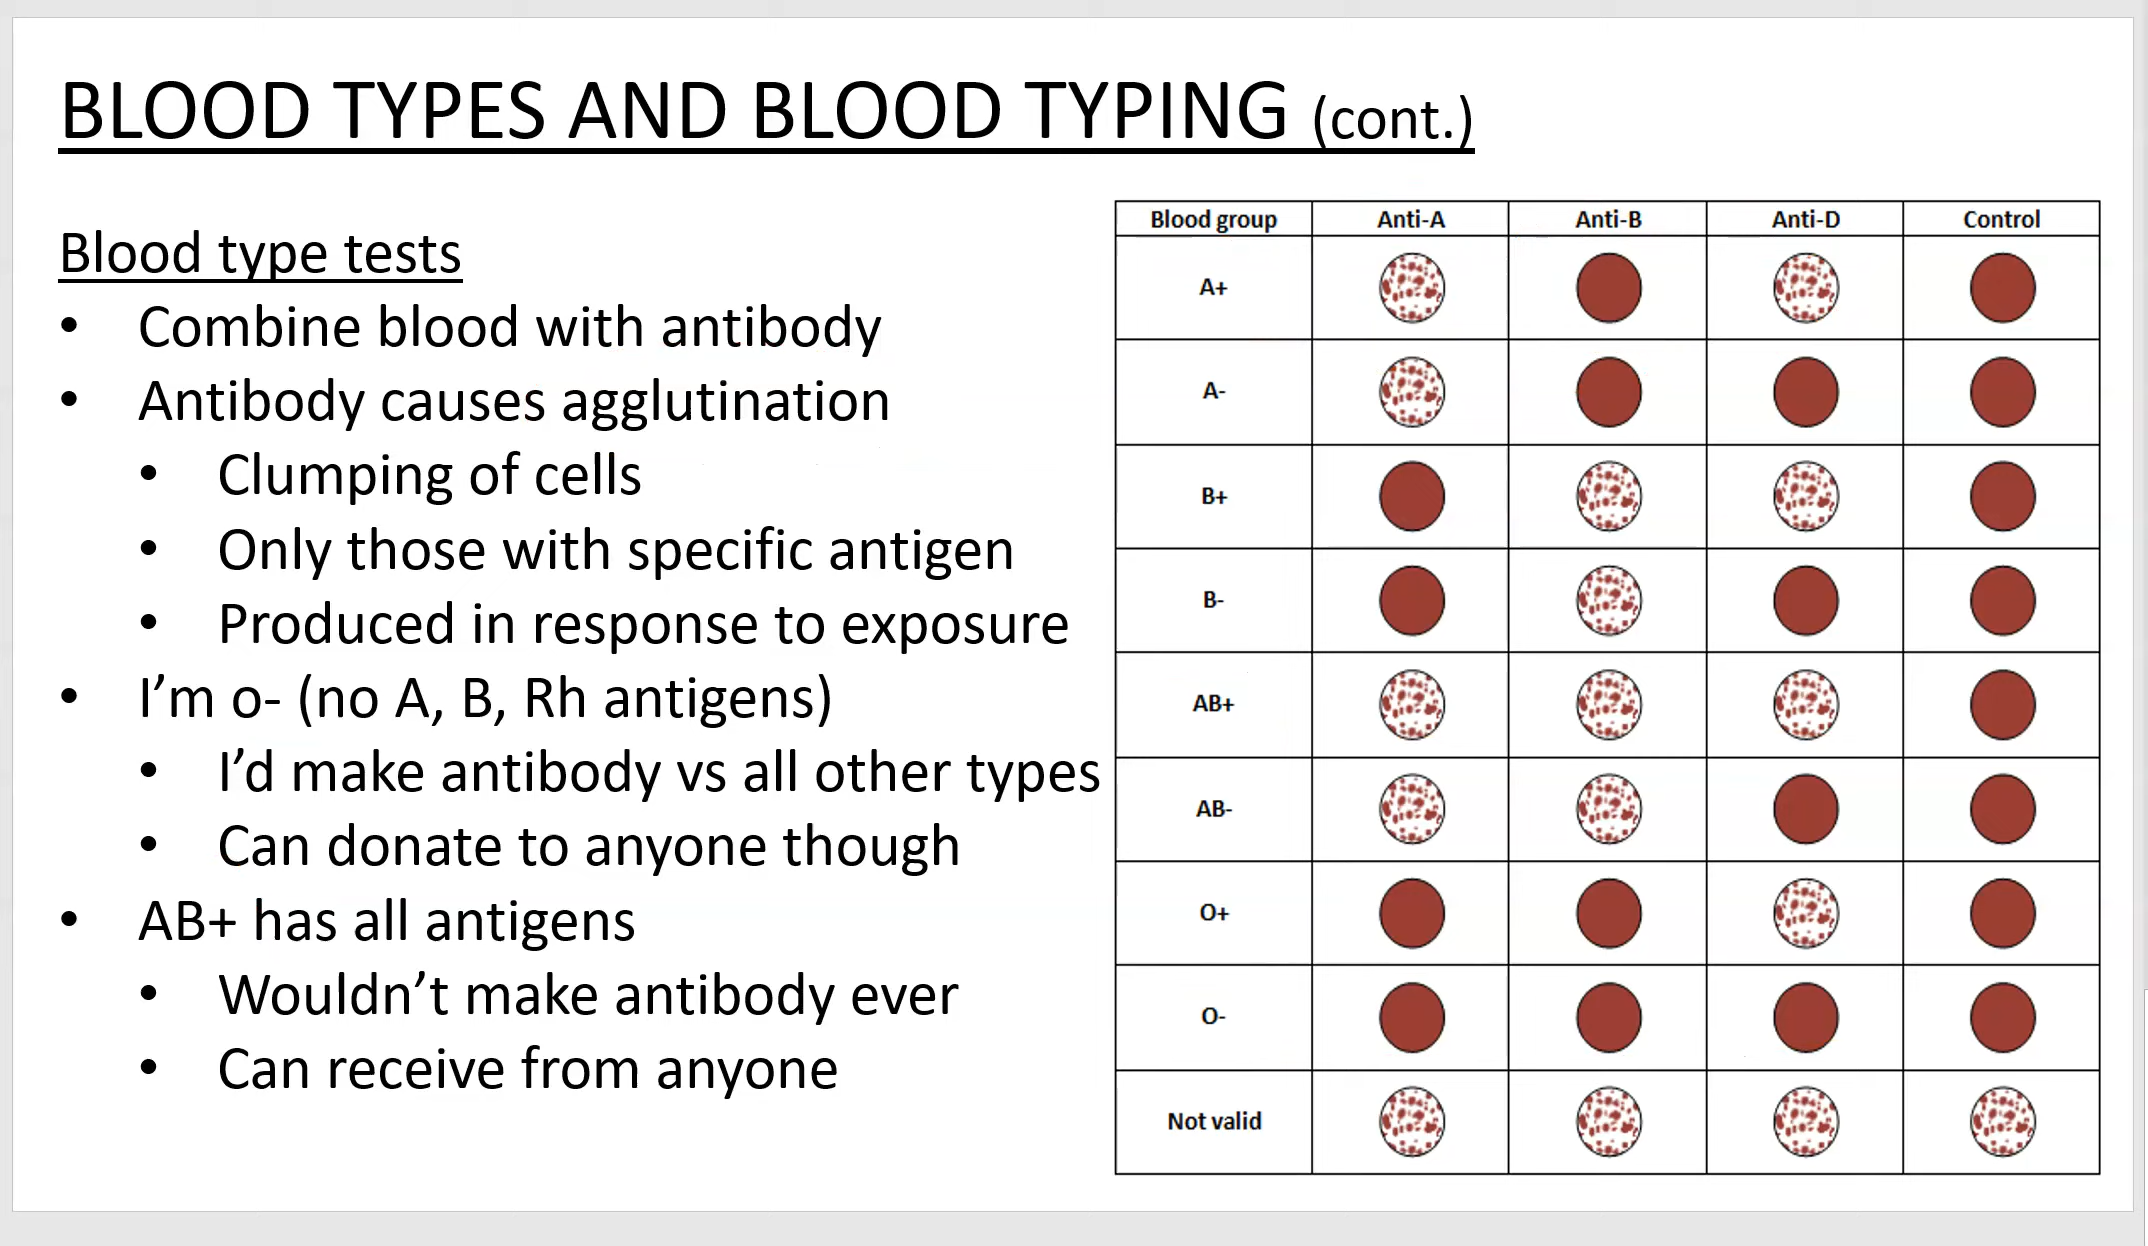 BLOOD TYPES AND BLOOD TYPING (cont.)
Blood type tests
• Combine blood with antibody
• Antibody causes agglutination
• Clumping of cells
• Only those with specific antigen
• Produced in response to exposure
• I’m o- (no A, B, Rh antigens)
• I’d make antibody vs all other types
• Can donate to anyone though
• AB+ has all antigens
• Wouldn’t make antibody ever
• Can receive from anyone
Blood group Anti-A Anti-B Anti-D Control
A+
A-
B+
B-
AB+
AB-
O+
O-
Not valid